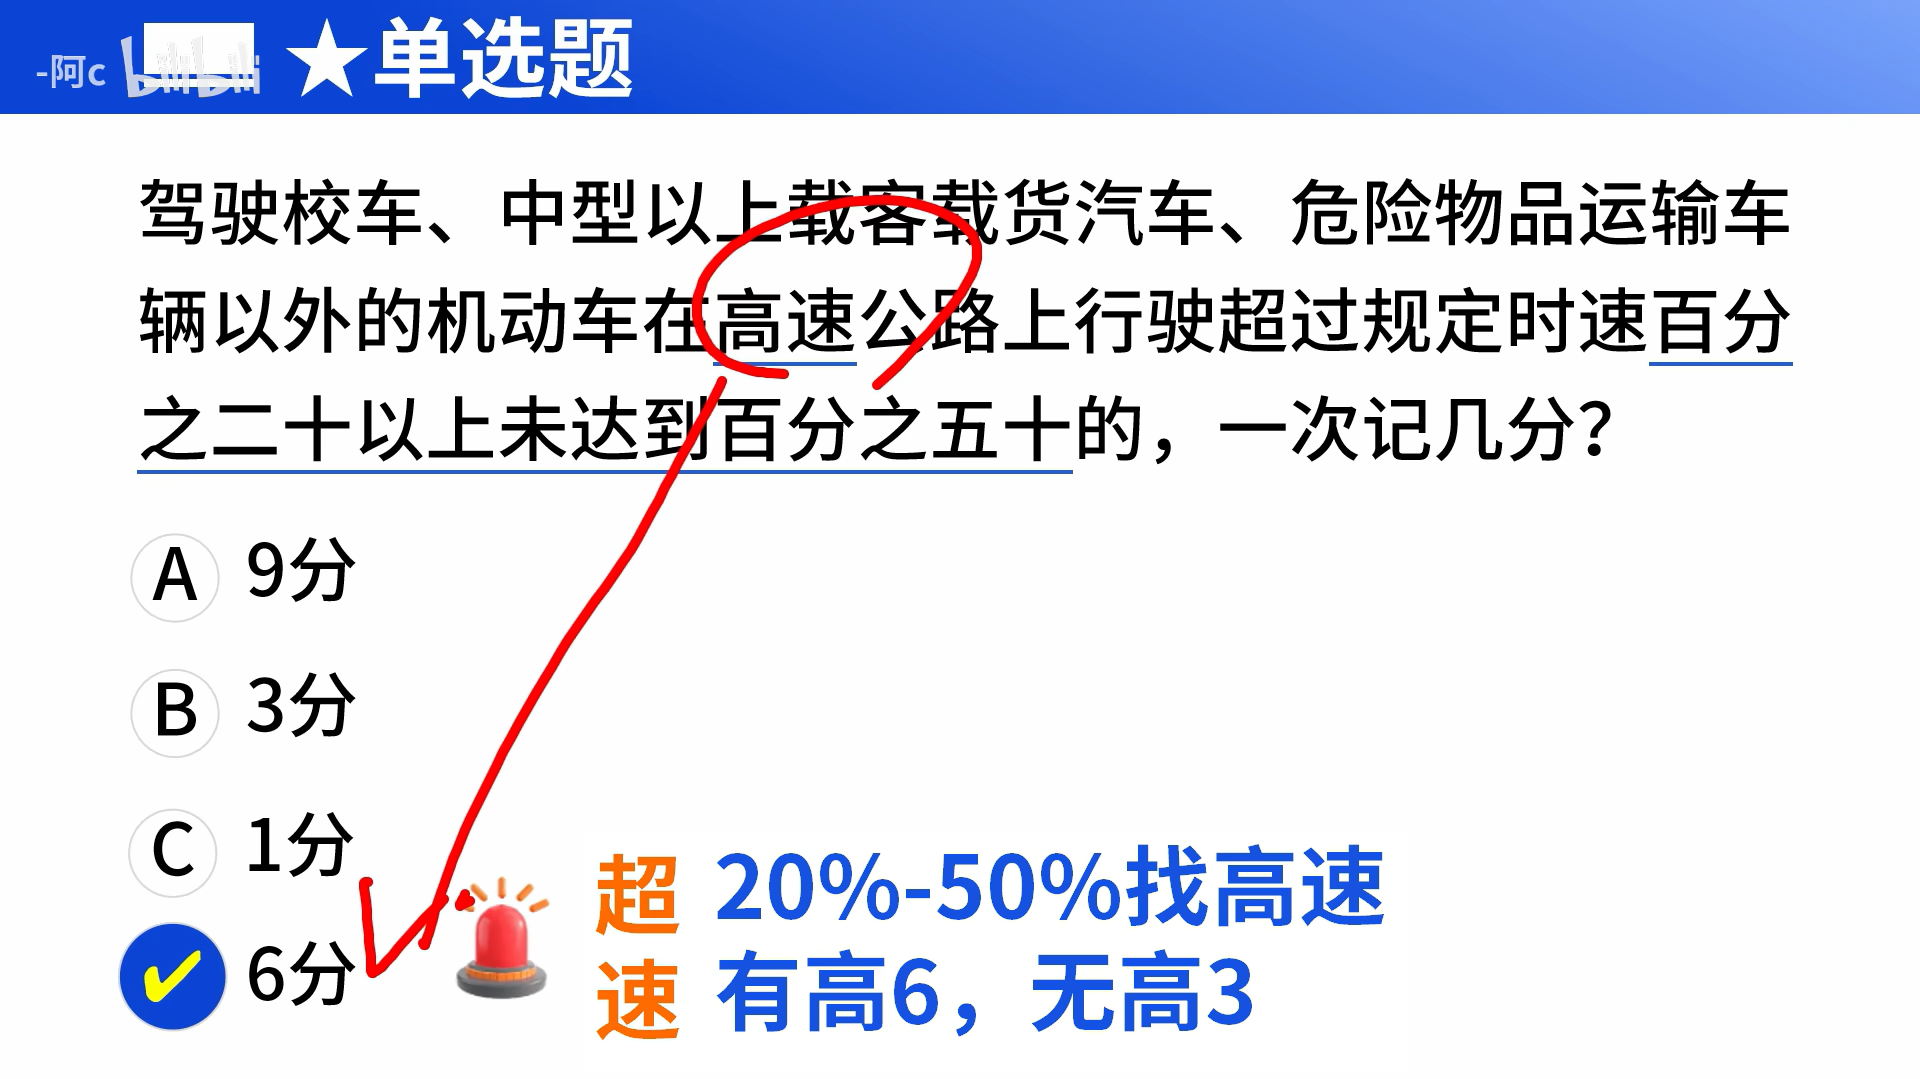 -阿c bilibili ★单选题
驾驶校车、中型以上载客载货汽车、危险物品运输车
辆以外的机动车在高速公路上行驶超过规定时速百分
之二十以上未达到百分之五十的，一次记几分？
A 9分
B 3分
C 1分
✔ 6分
超速
20%-50%找高速
有高6，无高3